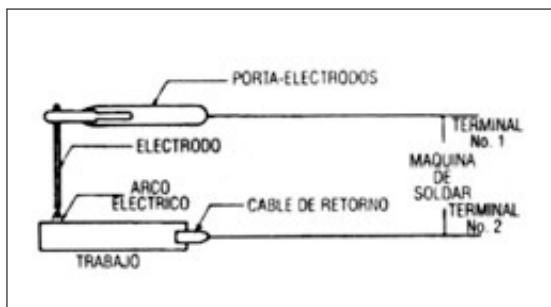 PORTA-ELECTRODOS
TERMINAL
No. 1
ELECTRODO
MAQUINA
DE
SOLDAR
ARCO
ELECTRICO
CABLE DE RETORNO
TERMINAL
No. 2
TRABAJO